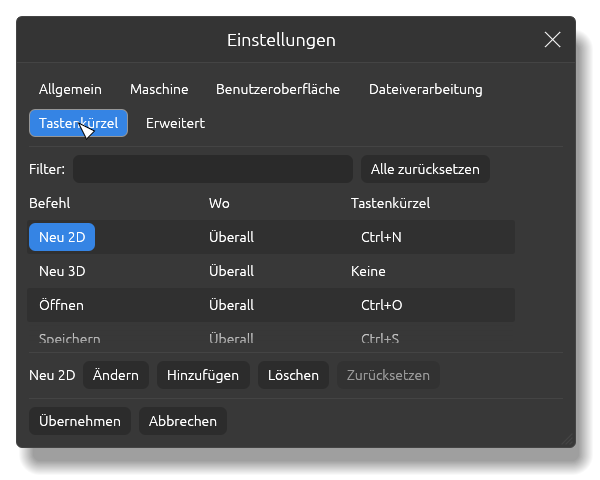 Einstellungen
Allgemein Maschine Benutzeroberfläche Dateiverarbeitung
Tastenkürzel Erweitert
Filter: Alle zurücksetzen
Befehl Wo Tastenkürzel
Neu 2D Überall Ctrl+N
Neu 3D Überall Keine
Öffnen Überall Ctrl+O
Speichern Überall Ctrl+S
Neu 2D Ändern Hinzufügen Löschen Zurücksetzen
Übernehmen Abbrechen